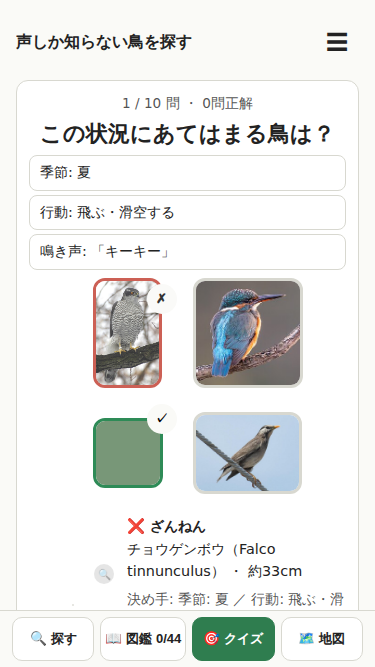 声しか知らない鳥を探す
☰
1 / 10 問 ・ 0問正解
この状況にあてはまる鳥は？
季節: 夏
行動: 飛ぶ・滑空する
鳴き声: 「キーキー」
✗
✓
❌ ざんねん
チョウゲンボウ（Falco
tinnunculus） ・ 約33cm
🔍
決め手: 季節: 夏 ／ 行動: 飛ぶ・滑
🔍 探す
📖 図鑑 0/44
🎯 クイズ
🗺️ 地図